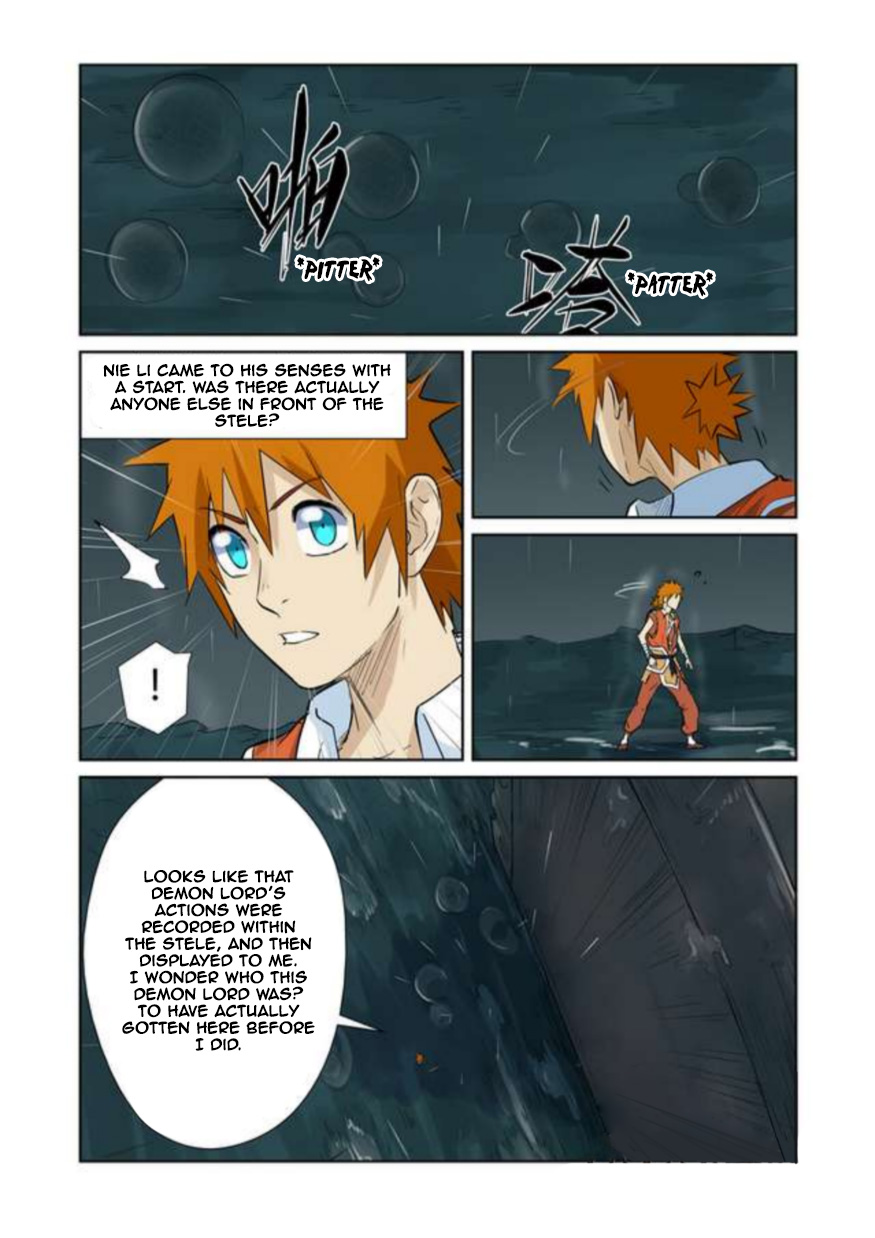 啪
*PITTER*
嗒
*PATTER*
NIE LI CAME TO HIS SENSES WITH
A START. WAS THERE ACTUALLY
ANYONE ELSE IN FRONT OF THE
STELE?
!
LOOKS LIKE THAT
DEMON LORD'S
ACTIONS WERE
RECORDED WITHIN
THE STELE, AND THEN
DISPLAYED TO ME.
I WONDER WHO THIS
DEMON LORD WAS?
TO HAVE ACTUALLY
GOTTEN HERE BEFORE
I DID.